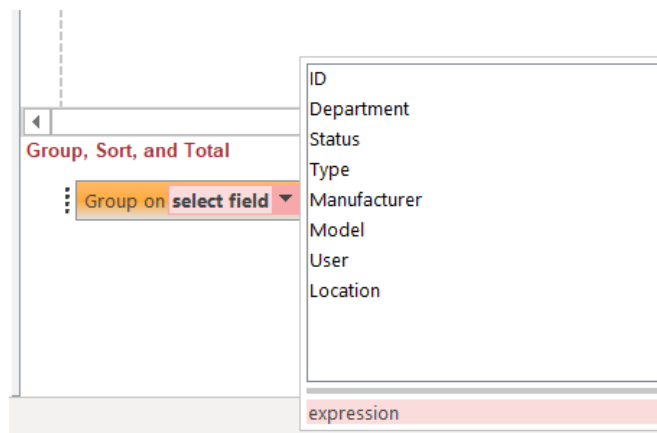 ID
Department
Status
Type
Manufacturer
Model
User
Location
Group, Sort, and Total
Group on select field
expression